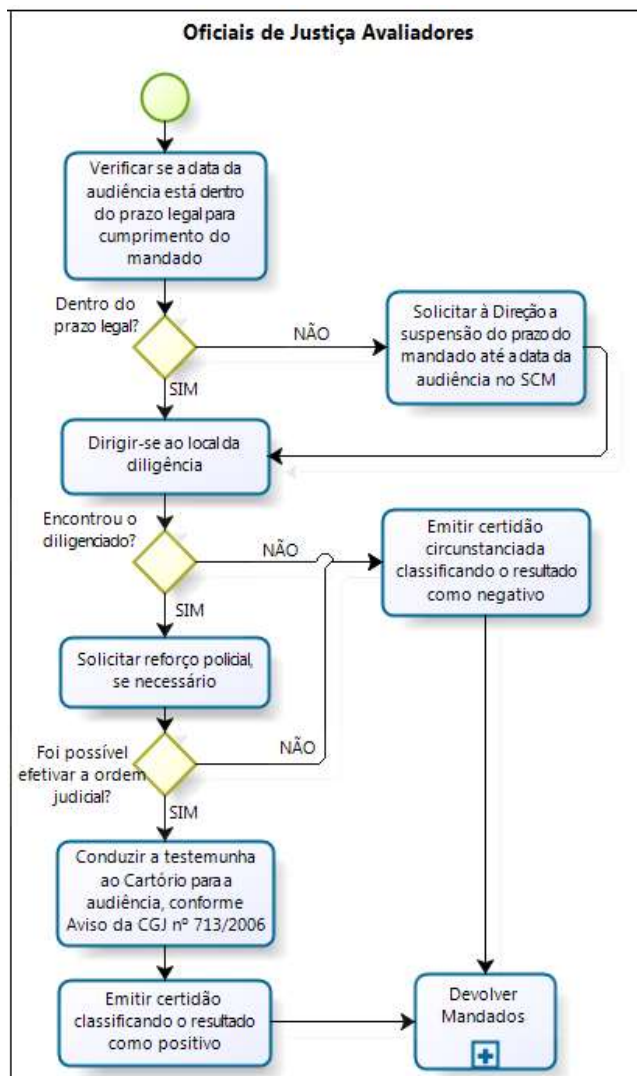 Oficiais de Justiça Avaliadores
Verificar se a data da
audiência está dentro
do prazo legal para
cumprimento do
mandado
Dentro do
prazo legal?
NÃO
Solicitar à Direção a
suspensão do prazo do
mandado até a data da
audiência no SCM
SIM
Dirigir-se ao local da
diligência
Encontrou o
diligenciado?
NÃO
Emitir certidão
circunstanciada
classificando o resultado
como negativo
SIM
Solicitar reforço policial,
se necessário
Foi possível
efetivar a ordem
judicial?
NÃO
SIM
Conduzir a testemunha
ao Cartório para a
audiência, conforme
Aviso da CGJ nº 713/2006
Emitir certidão
classificando o resultado
como positivo
Devolver
Mandados